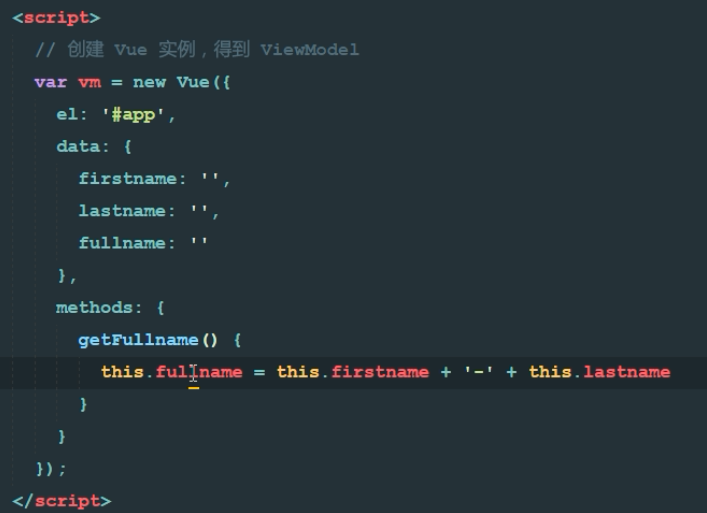 <script>
// 创建 Vue 实例，得到 ViewModel
var vm = new Vue({
el: '#app',
data: {
firstname: '',
lastname: '',
fullname: ''
},
methods: {
getFullname() {
this.fullname = this.firstname + '-' + this.lastname
}
}
});
</script>